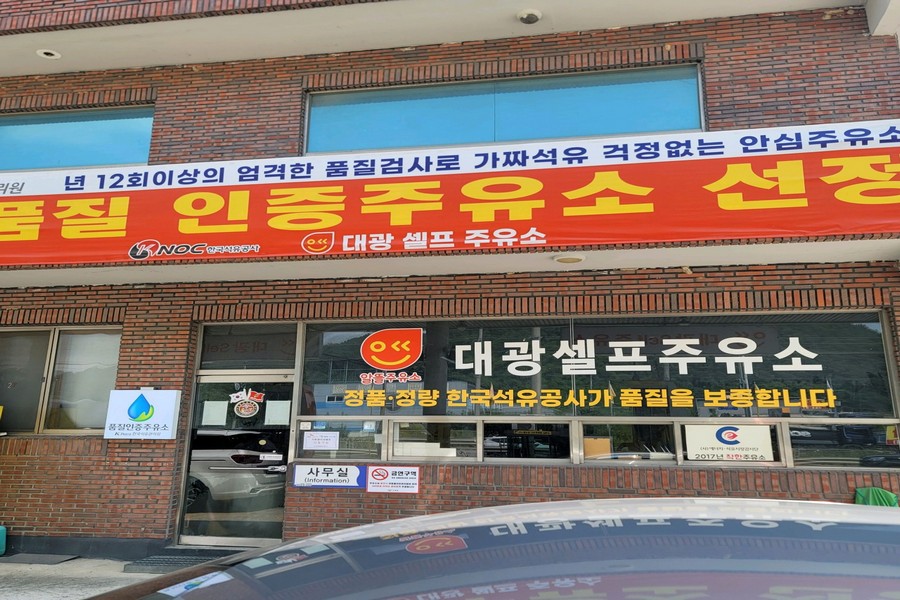 년 12회이상의 엄격한 품질검사로 가짜석유 걱정없는 안심주유소
품질 인증주유소 선정
KNOC 한국석유공사
대광 셀프 주유소
알뜰주유소
대광셀프주유소
정품·정량 한국석유공사가 품질을 보증합니다
품질인증주유소
사무실
(Information)
금연구역
2017년 착한주유소